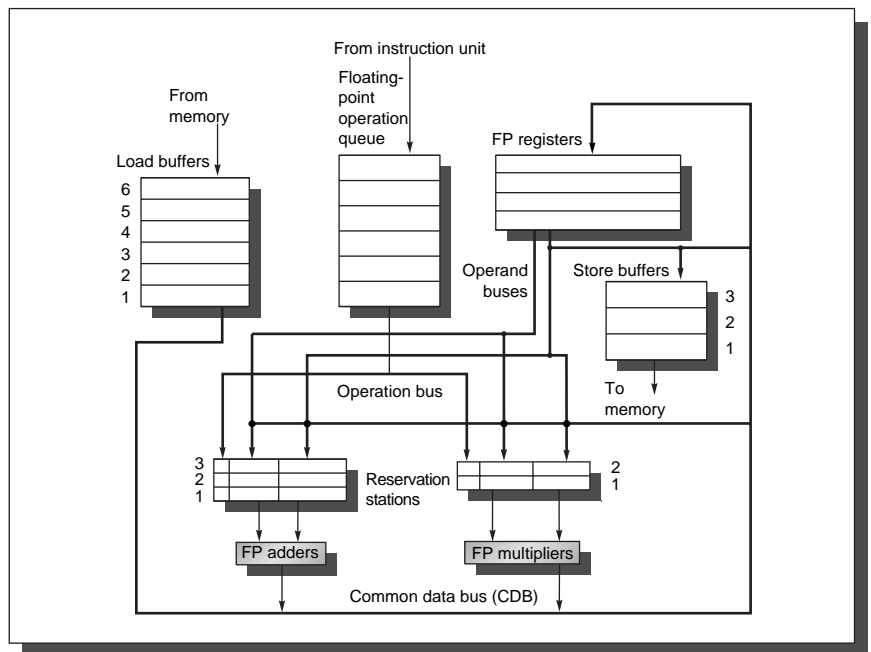 From instruction unit
Floating-
point
operation
queue
From
memory
FP registers
Load buffers
6
5
4
3
2
1
Operand
buses
Store buffers
3
2
1
To
memory
Operation bus
3
2
1
Reservation
stations
2
1
FP adders
FP multipliers
Common data bus (CDB)